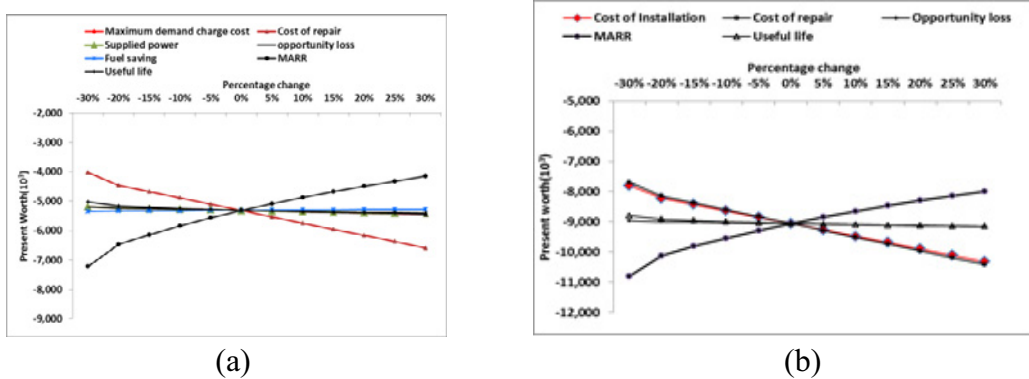 Maximum demand charge cost Cost of repair
Supplied power opportunity loss
Fuel saving MARR
Useful life
Percentage change
-30% -20% -15% -10% -5% 0% 5% 10% 15% 20% 25% 30%
-2,000
-3,000
-4,000
-5,000
-6,000
-7,000
-8,000
-9,000
Present Worth(10³)
(a)
Cost of Installation Cost of repair Opportunity loss
MARR Useful life
Percentage change
-30% -20% -15% -10% -5% 0% 5% 10% 15% 20% 25% 30%
-5,000
-6,000
-7,000
-8,000
-9,000
-10,000
-11,000
-12,000
Present worth(10³)
(b)